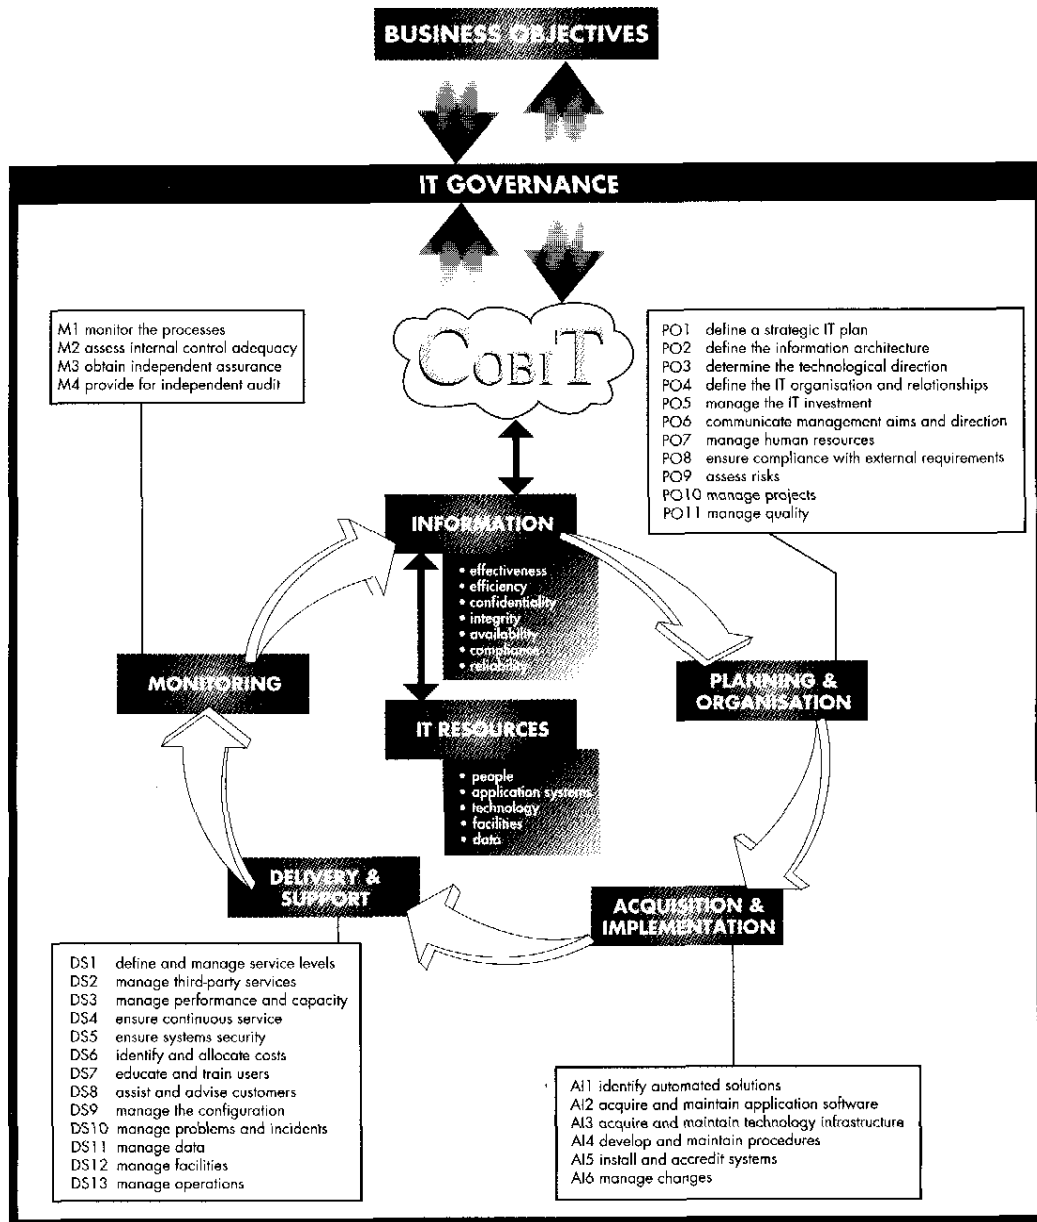 BUSINESS OBJECTIVES
IT GOVERNANCE
COBIT
M1 monitor the processes
M2 assess internal control adequacy
M3 obtain independent assurance
M4 provide for independent audit
PO1 define a strategic IT plan
PO2 define the information architecture
PO3 determine the technological direction
PO4 define the IT organisation and relationships
PO5 manage the IT investment
PO6 communicate management aims and direction
PO7 manage human resources
PO8 ensure compliance with external requirements
PO9 assess risks
PO10 manage projects
PO11 manage quality
INFORMATION
• effectiveness
• efficiency
• confidentiality
• integrity
• availability
• compliance
• reliability
MONITORING
PLANNING &
ORGANISATION
IT RESOURCES
• people
• application systems
• technology
• facilities
• data
DELIVERY &
SUPPORT
ACQUISITION &
IMPLEMENTATION
DS1 define and manage service levels
DS2 manage third-party services
DS3 manage performance and capacity
DS4 ensure continuous service
DS5 ensure systems security
DS6 identify and allocate costs
DS7 educate and train users
DS8 assist and advise customers
DS9 manage the configuration
DS10 manage problems and incidents
DS11 manage data
DS12 manage facilities
DS13 manage operations
AI1 identify automated solutions
AI2 acquire and maintain application software
AI3 acquire and maintain technology infrastructure
AI4 develop and maintain procedures
AI5 install and accredit systems
AI6 manage changes